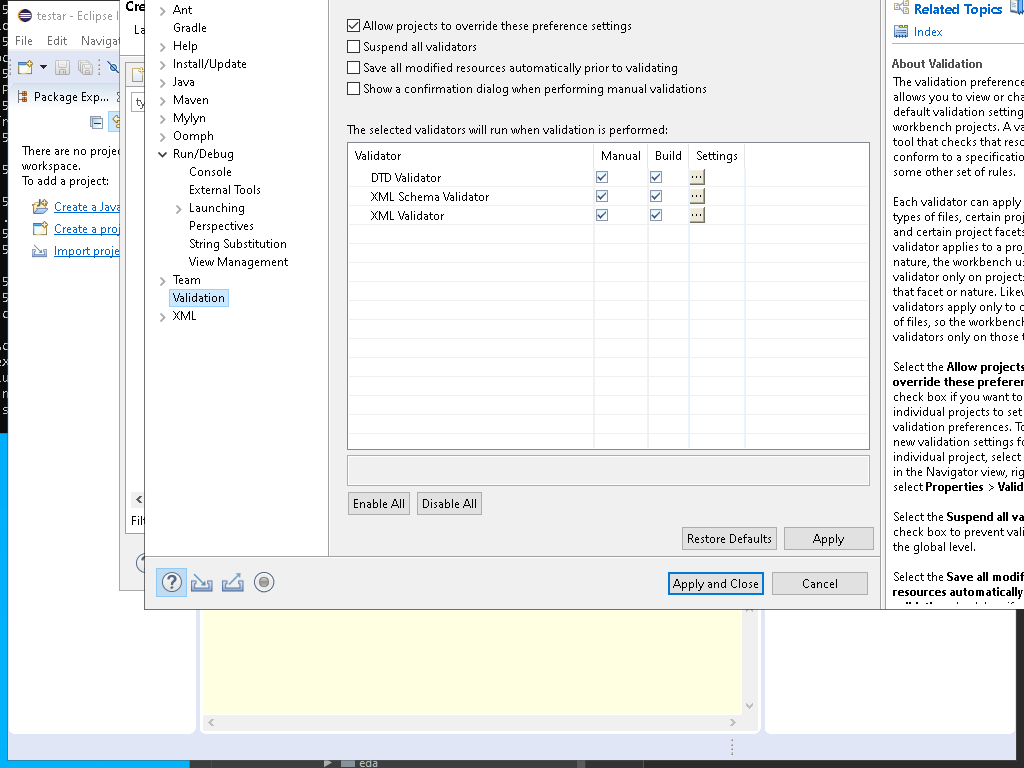 testar - Eclipse I
File Edit Navigat
Package Exp...
There are no proje
workspace.
To add a project:
Create a Java
Create a proj
Import proje
Cre
La
ty
Filt
Ant
Gradle
Help
Install/Update
Java
Maven
Mylyn
Oomph
Run/Debug
Console
External Tools
Launching
Perspectives
String Substitution
View Management
Team
Validation
XML
Allow projects to override these preference settings
Suspend all validators
Save all modified resources automatically prior to validating
Show a confirmation dialog when performing manual validations
The selected validators will run when validation is performed:
Validator Manual Build Settings
DTD Validator ...
XML Schema Validator ...
XML Validator ...
Enable All Disable All
Restore Defaults Apply
Apply and Close Cancel
Related Topics
Index
About Validation
The validation preference
allows you to view or cha
default validation setting
workbench projects. A va
tool that checks that reso
conform to a specificatio
some other set of rules.
Each validator can apply
types of files, certain proj
and certain project facets
validator applies to a proj
nature, the workbench u
validator only on projects
that facet or nature. Likew
validators apply only to c
of files, so the workbench
validators only on those t
Select the Allow projects
override these preferen
check box if you want to
individual projects to set
validation preferences. To
new validation settings fo
individual project, select
in the Navigator view, rig
select Properties > Valid
Select the Suspend all va
check box to prevent vali
the global level.
Select the Save all modif
resources automatically
eda